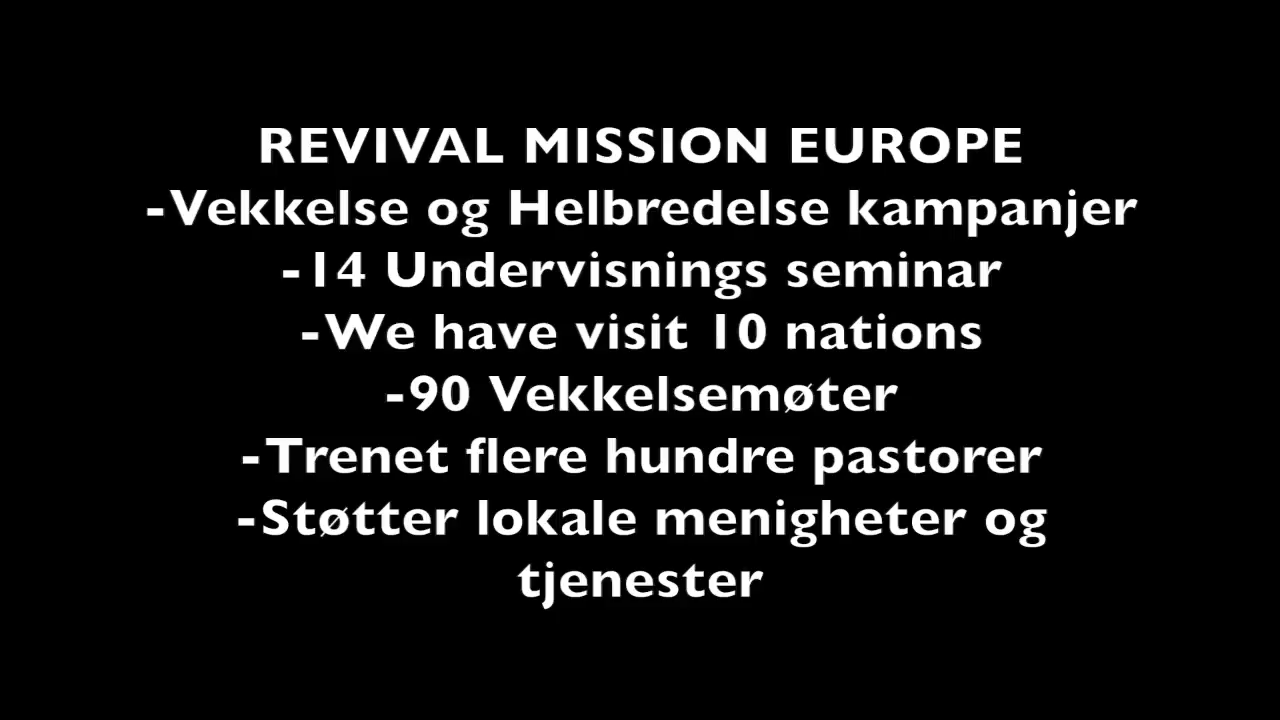 REVIVAL MISSION EUROPE
-Vekkelse og Helbredelse kampanjer
-14 Undervisnings seminar
-We have visit 10 nations
-90 Vekkelsemøter
-Trenet flere hundre pastorer
-Støtter lokale menigheter og
tjenester